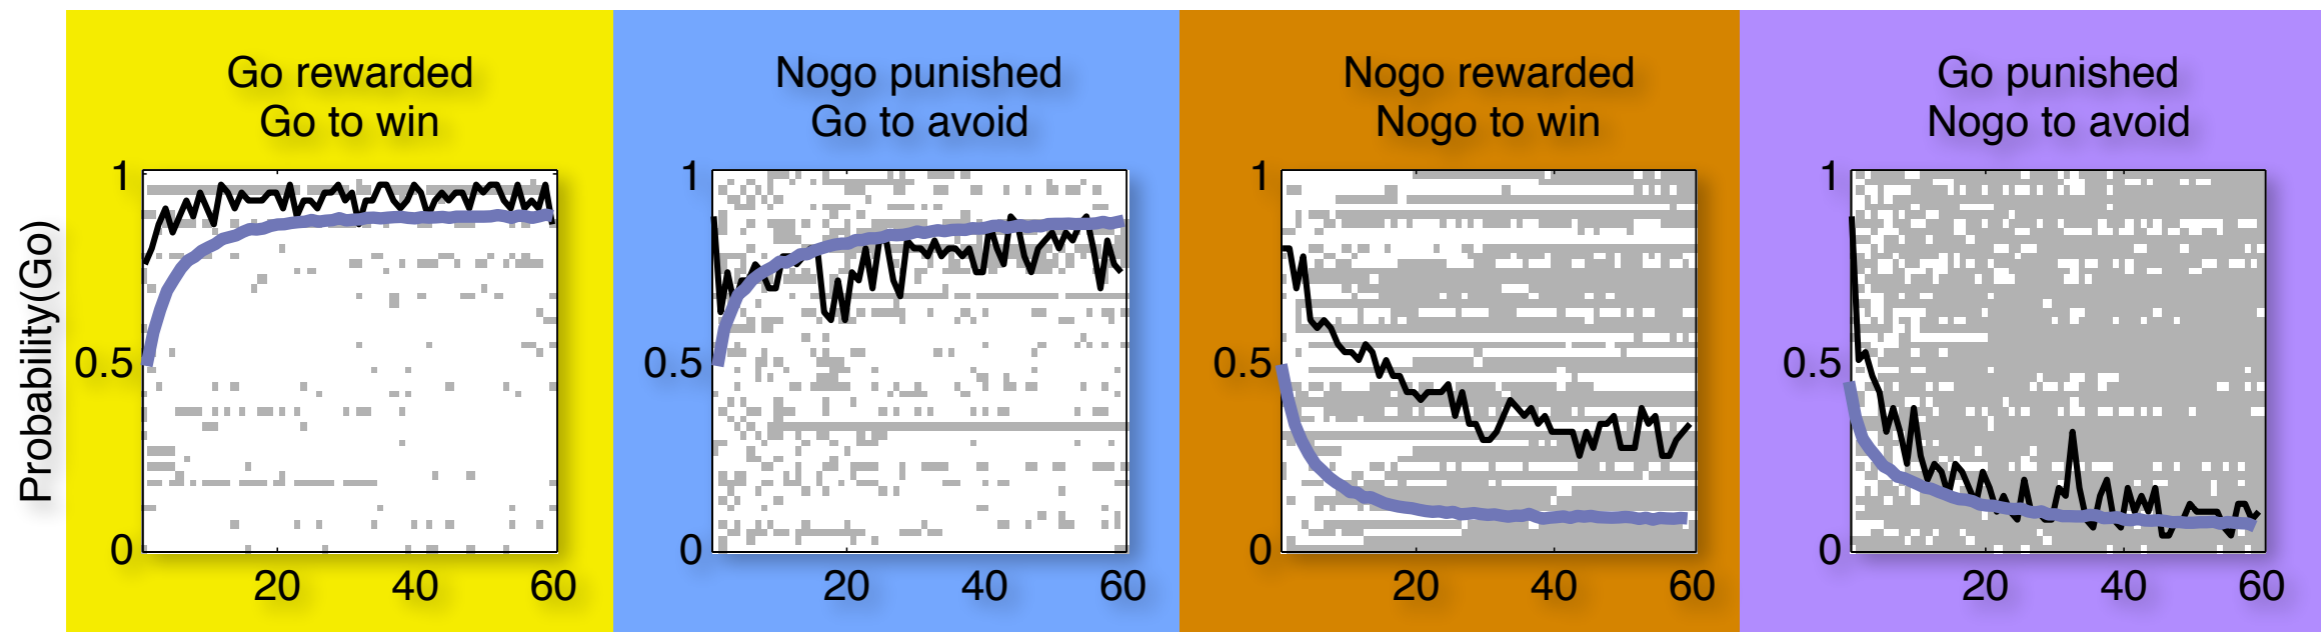 Probability(Go)
Go rewarded
Go to win
1
0.5
0
20 40 60
Nogo punished
Go to avoid
1
0.5
0
20 40 60
Nogo rewarded
Nogo to win
1
0.5
0
20 40 60
Go punished
Nogo to avoid
1
0.5
0
20 40 60